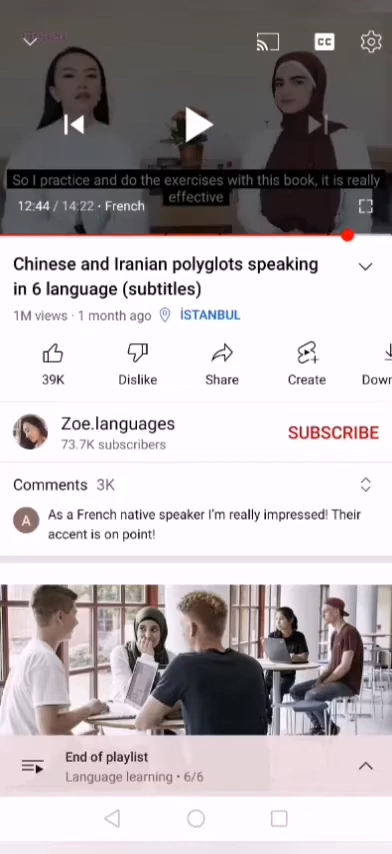 CC
So I practice and do the exercises with this book, it is really
effective
12:44 / 14:22 • French
Chinese and Iranian polyglots speaking
in 6 language (subtitles)
1M views · 1 month ago İSTANBUL
39K Dislike Share Create Down
Zoe.languages
73.7K subscribers
SUBSCRIBE
Comments 3K
A
As a French native speaker I'm really impressed! Their
accent is on point!
End of playlist
Language learning • 6/6